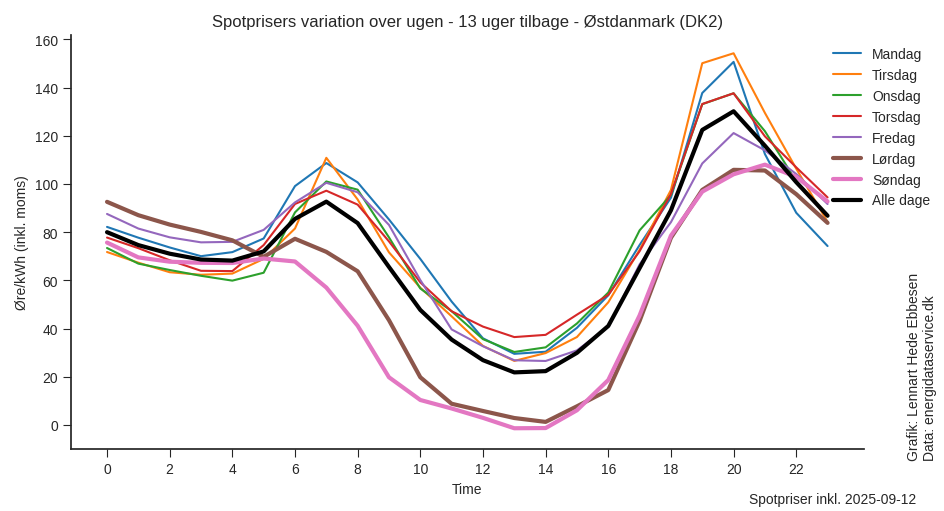 Spotprisers variation over ugen - 13 uger tilbage - Østdanmark (DK2)
Øre/kWh (inkl. moms)
160
140
120
100
80
60
40
20
0
0 2 4 6 8 10 12 14 16 18 20 22
Time
Mandag
Tirsdag
Onsdag
Torsdag
Fredag
Lørdag
Søndag
Alle dage
Grafik: Lennart Hede Ebbesen
Data: energidataservice.dk
Spotpriser inkl. 2025-09-12